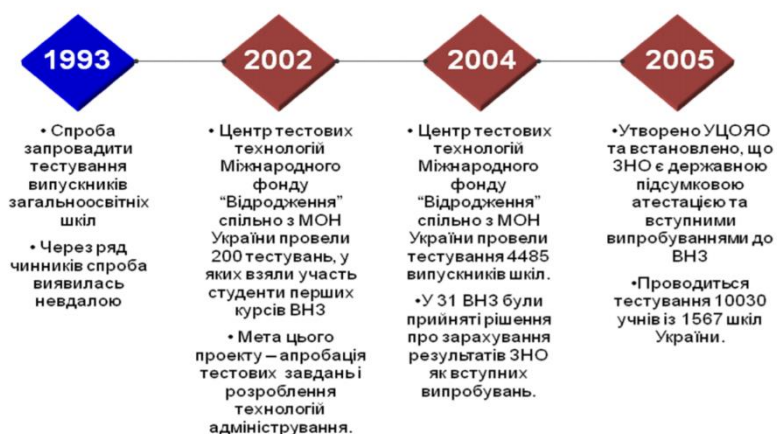 1993
• Спроба
запровадити
тестування
випускників
загальноосвітніх
шкіл
• Через ряд
чинників спроба
виявилась
невдалою
2002
• Центр тестових
технологій
Міжнародного
фонду
“Відродження”
спільно з МОН
України провели
200 тестувань, у
яких взяли участь
студенти перших
курсів ВНЗ
• Мета цього
проекту – апробація
тестових завдань і
розроблення
технологій
адміністрування.
2004
• Центр тестових
технологій
Міжнародного
фонду
“Відродження”
спільно з МОН
України провели
тестування 4485
випускників шкіл.
•У 31 ВНЗ були
прийняті рішення
про зарахування
результатів ЗНО
як вступних
випробувань.
2005
•Утворено УЦОЯО
та встановлено, що
ЗНО є державною
підсумковою
атестацією та
вступними
випробуваннями до
ВНЗ
•Проводиться
тестування 10030
учнів із 1567 шкіл
України.